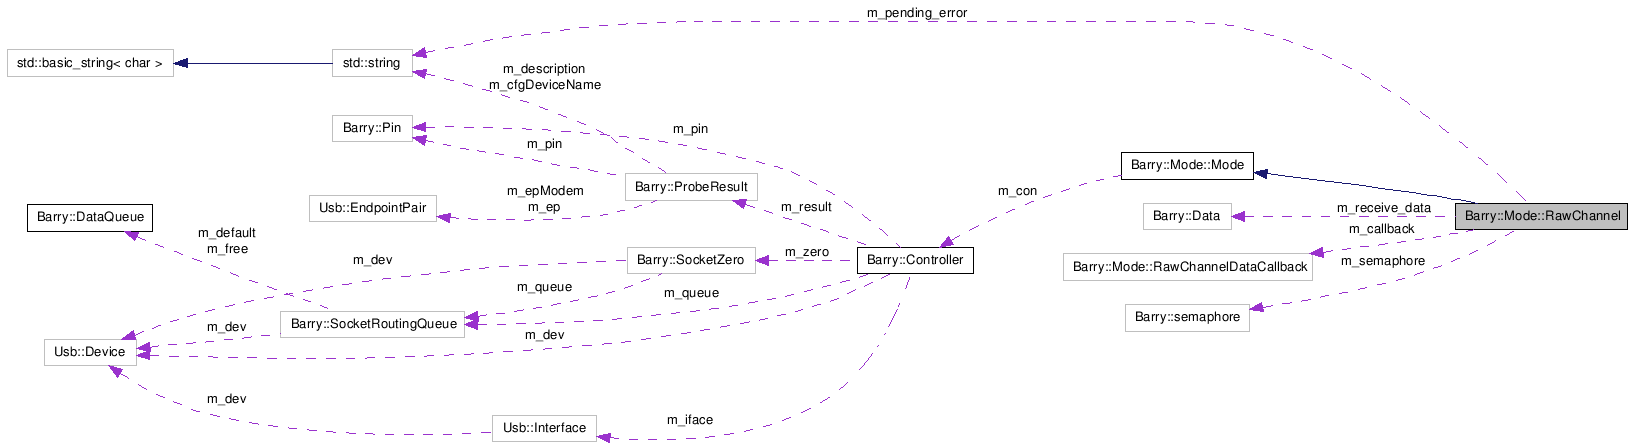 m_pending_error
std::basic_string< char >
std::string
m_description
m_cfgDeviceName
Barry::Pin
m_pin
m_pin
Barry::Mode::Mode
Barry::ProbeResult
m_con
m_epModem
m_ep
Usb::EndpointPair
m_result
Barry::DataQueue
Barry::Data
m_receive_data
Barry::Mode::RawChannel
m_callback
m_default
m_free
m_dev
Barry::SocketZero
m_zero
Barry::Controller
Barry::Mode::RawChannelDataCallback
m_semaphore
m_queue
m_queue
Barry::SocketRoutingQueue
Barry::semaphore
m_dev
m_dev
Usb::Device
m_dev
Usb::Interface
m_iface